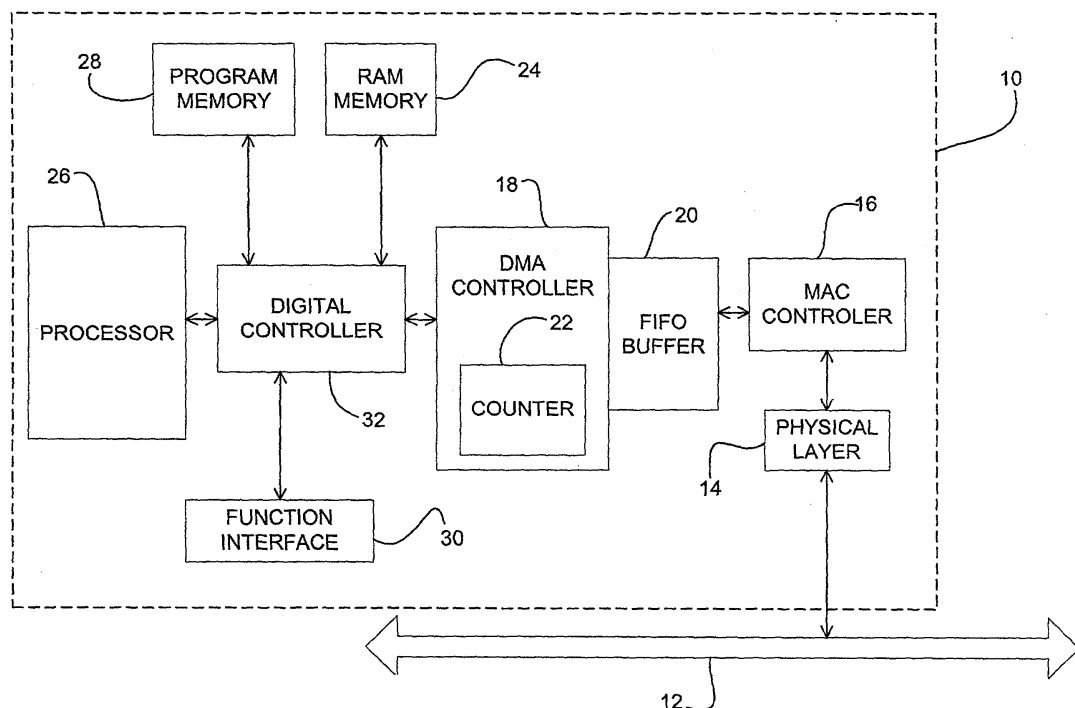 28
PROGRAM
MEMORY
RAM
MEMORY
24
10
26
PROCESSOR
DIGITAL
CONTROLLER
32
18
DMA
CONTROLLER
22
COUNTER
20
FIFO
BUFFER
16
MAC
CONTROLER
PHYSICAL
LAYER
14
FUNCTION
INTERFACE
30
12